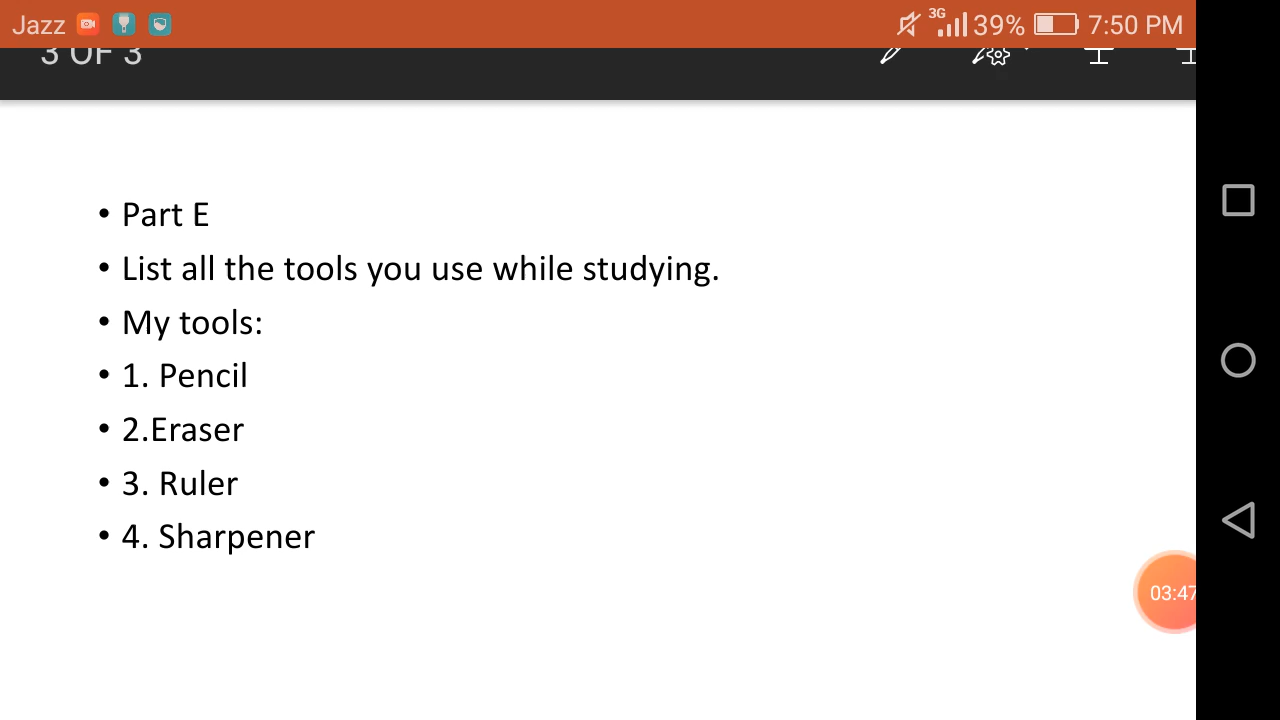 Jazz 3G 39% 7:50 PM
3 OF 3
• Part E
• List all the tools you use while studying.
• My tools:
• 1. Pencil
• 2.Eraser
• 3. Ruler
• 4. Sharpener
03:47